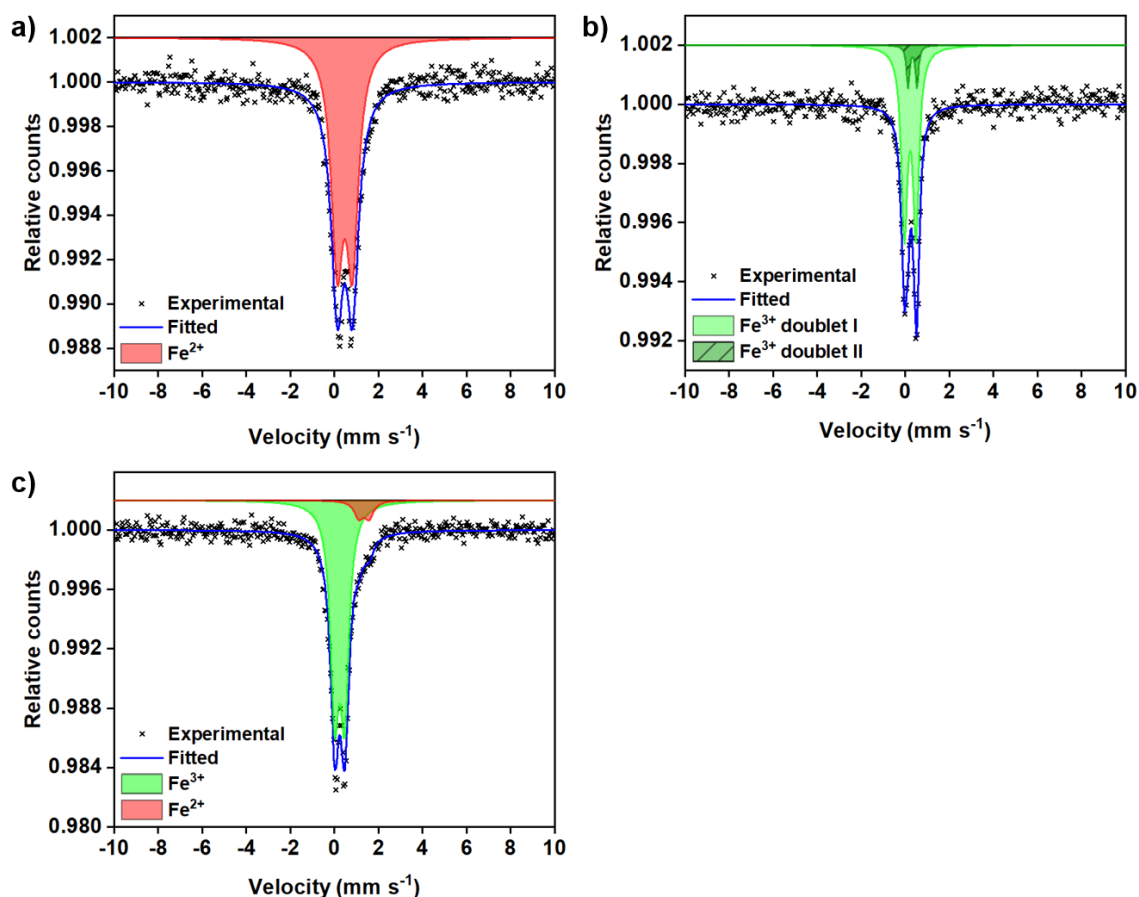 a)
1.002
1.000
0.998
0.996
0.994
0.992
0.990
0.988
Relative counts
Experimental
Fitted
Fe²⁺
-10 -8 -6 -4 -2 0 2 4 6 8 10
Velocity (mm s⁻¹)
b)
1.002
1.000
0.998
0.996
0.994
0.992
Relative counts
Experimental
Fitted
Fe³⁺ doublet I
Fe³⁺ doublet II
-10 -8 -6 -4 -2 0 2 4 6 8 10
Velocity (mm s⁻¹)
c)
1.000
0.996
0.992
0.988
0.984
0.980
Relative counts
Experimental
Fitted
Fe³⁺
Fe²⁺
-10 -8 -6 -4 -2 0 2 4 6 8 10
Velocity (mm s⁻¹)